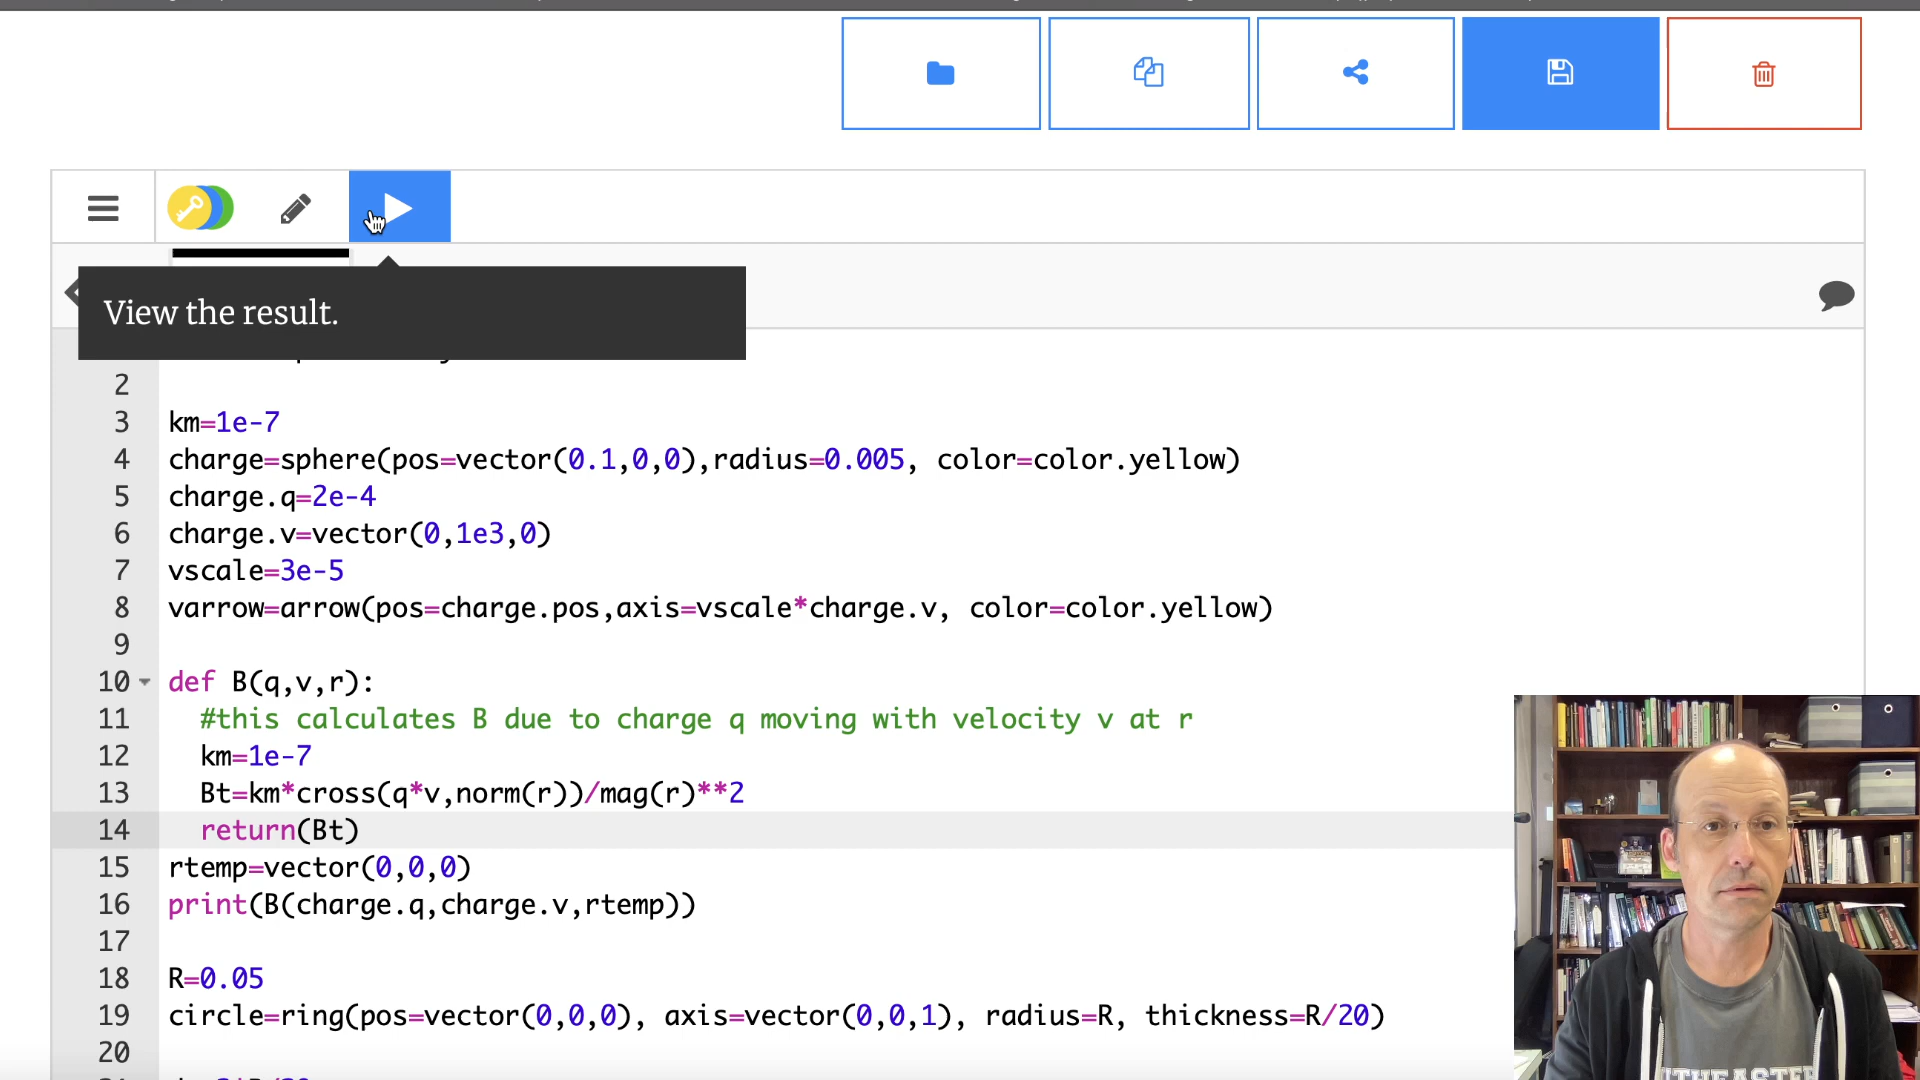 View the result.
2
3 km=1e-7
4 charge=sphere(pos=vector(0.1,0,0),radius=0.005, color=color.yellow)
5 charge.q=2e-4
6 charge.v=vector(0,1e3,0)
7 vscale=3e-5
8 varrow=arrow(pos=charge.pos,axis=vscale*charge.v, color=color.yellow)
9
10 def B(q,v,r):
11 #this calculates B due to charge q moving with velocity v at r
12 km=1e-7
13 Bt=km*cross(q*v,norm(r))/mag(r)**2
14 return(Bt)
15 rtemp=vector(0,0,0)
16 print(B(charge.q,charge.v,rtemp))
17
18 R=0.05
19 circle=ring(pos=vector(0,0,0), axis=vector(0,0,1), radius=R, thickness=R/20)
20